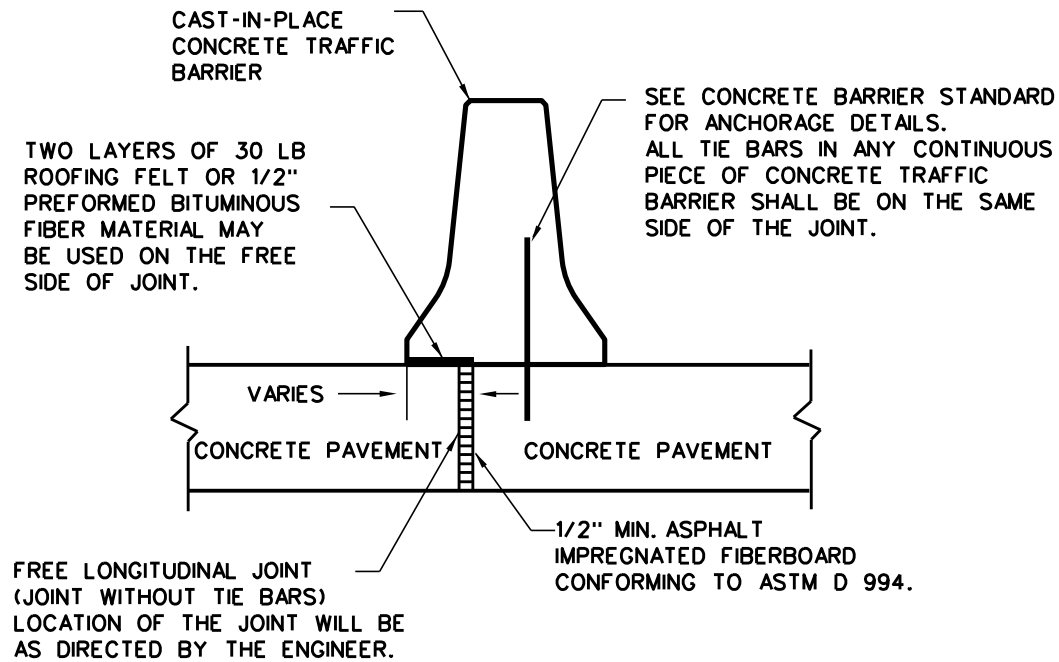 CAST-IN-PLACE
CONCRETE TRAFFIC
BARRIER
SEE CONCRETE BARRIER STANDARD
FOR ANCHORAGE DETAILS.
ALL TIE BARS IN ANY CONTINUOUS
PIECE OF CONCRETE TRAFFIC
BARRIER SHALL BE ON THE SAME
SIDE OF THE JOINT.
TWO LAYERS OF 30 LB
ROOFING FELT OR 1/2"
PREFORMED BITUMINOUS
FIBER MATERIAL MAY
BE USED ON THE FREE
SIDE OF JOINT.
VARIES
CONCRETE PAVEMENT
CONCRETE PAVEMENT
1/2" MIN. ASPHALT
IMPREGNATED FIBERBOARD
CONFORMING TO ASTM D 994.
FREE LONGITUDINAL JOINT
(JOINT WITHOUT TIE BARS)
LOCATION OF THE JOINT WILL BE
AS DIRECTED BY THE ENGINEER.